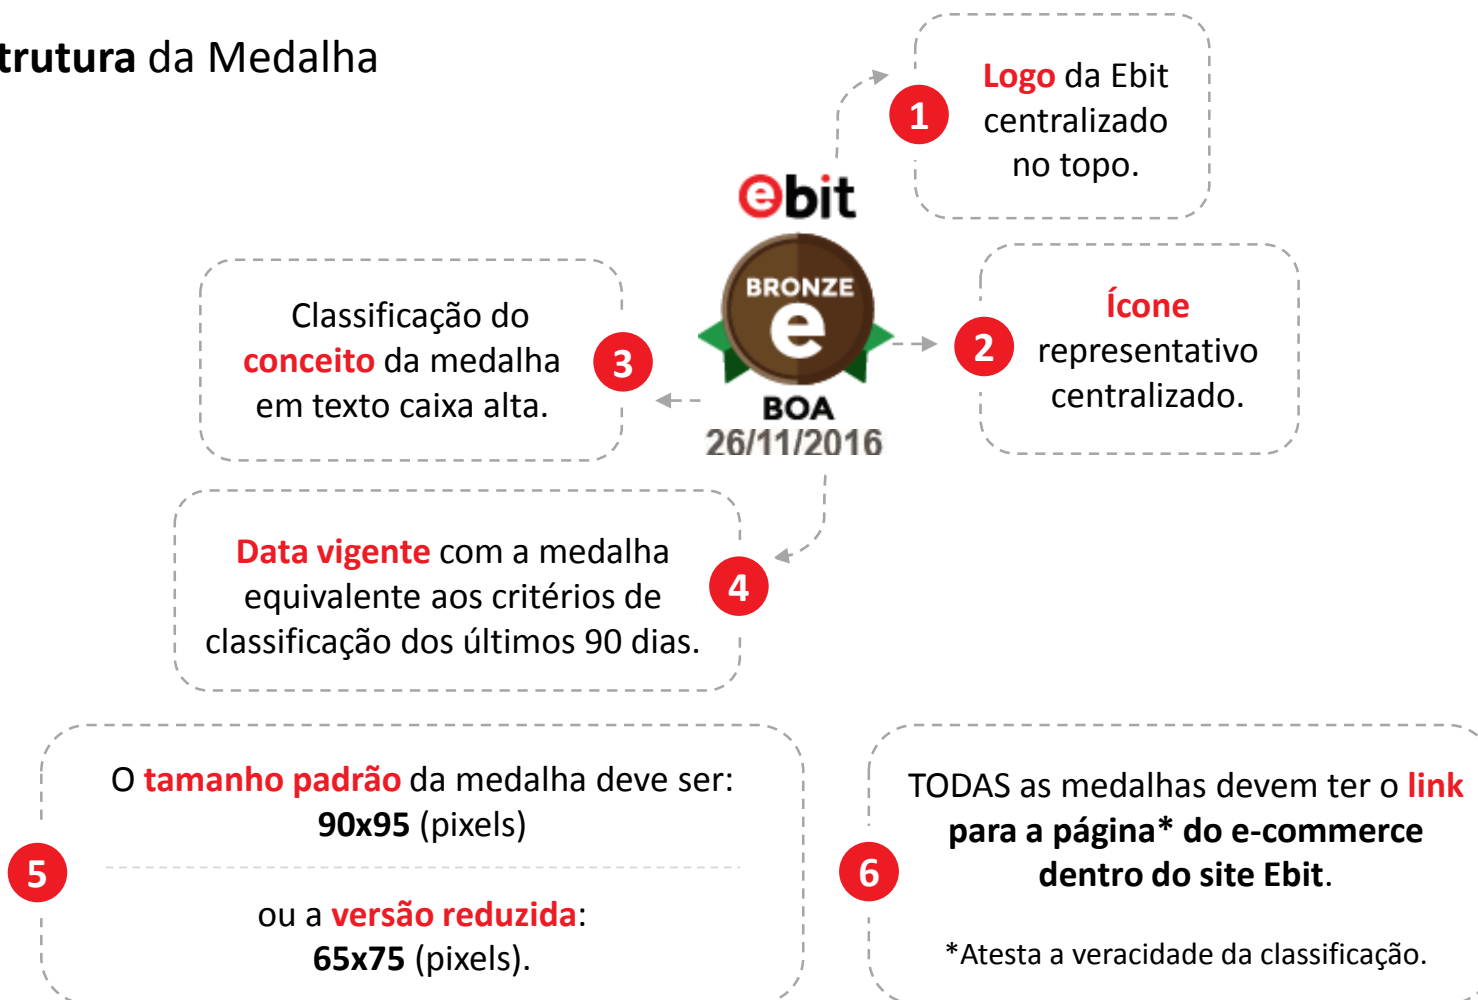 trutura da Medalha
1
Logo da Ebit
centralizado
no topo.
ebit
BRONZE
e
BOA
26/11/2016
2
Ícone
representativo
centralizado.
Classificação do
conceito da medalha
em texto caixa alta.
3
Data vigente com a medalha
equivalente aos critérios de
classificação dos últimos 90 dias.
4
5
O tamanho padrão da medalha deve ser:
90x95 (pixels)
ou a versão reduzida:
65x75 (pixels).
6
TODAS as medalhas devem ter o link
para a página* do e-commerce
dentro do site Ebit.
*Atesta a veracidade da classificação.